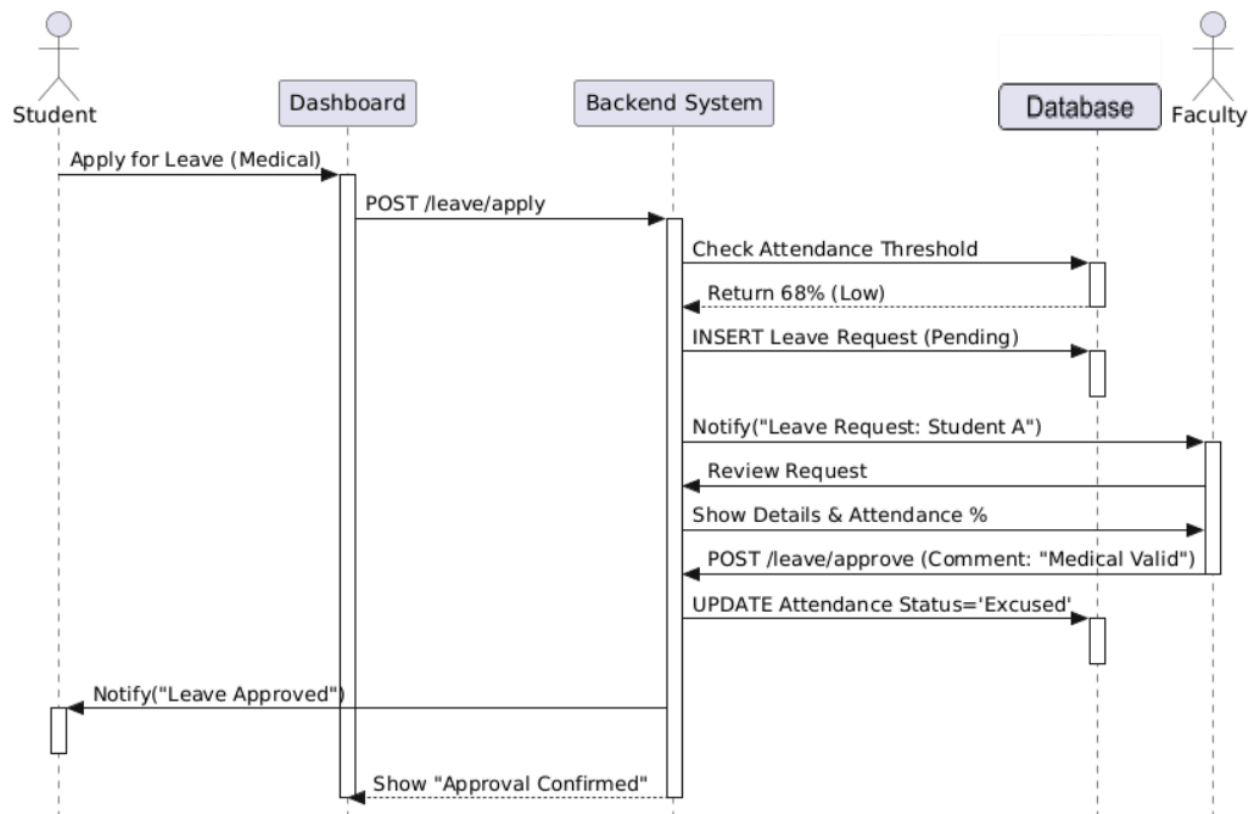 Student
Dashboard
Backend System
Database
Faculty
Apply for Leave (Medical)
POST /leave/apply
Check Attendance Threshold
Return 68% (Low)
INSERT Leave Request (Pending)
Notify("Leave Request: Student A")
Review Request
Show Details & Attendance %
POST /leave/approve (Comment: "Medical Valid")
UPDATE Attendance Status='Excused'
Notify("Leave Approved")
Show "Approval Confirmed"